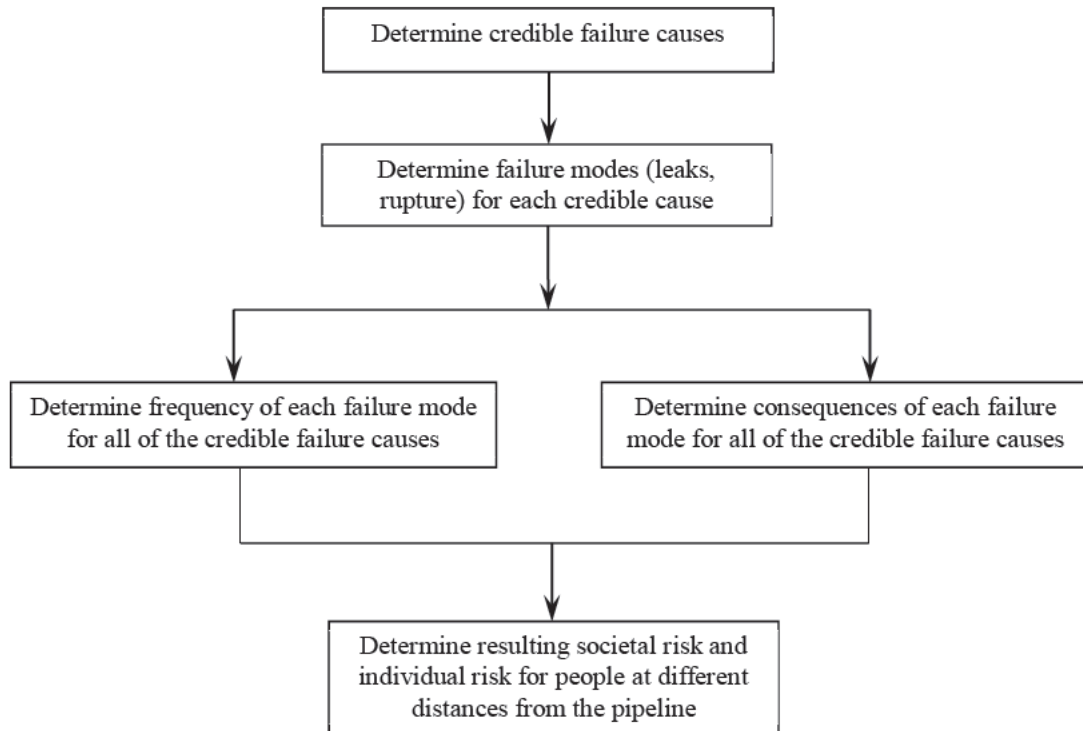 Determine credible failure causes
Determine failure modes (leaks,
rupture) for each credible cause
Determine frequency of each failure mode
for all of the credible failure causes
Determine consequences of each failure
mode for all of the credible failure causes
Determine resulting societal risk and
individual risk for people at different
distances from the pipeline